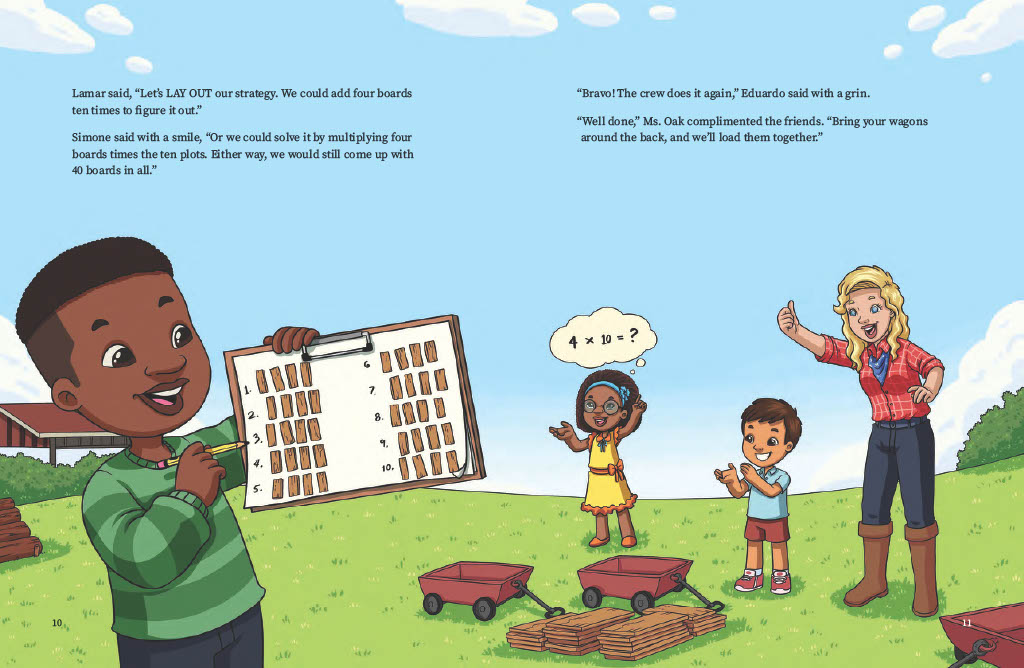 Lamar said, “Let’s LAY OUT our strategy. We could add four boards
ten times to figure it out.”
Simone said with a smile, “Or we could solve it by multiplying four
boards times the ten plots. Either way, we would still come up with
40 boards in all.”
“Bravo! The crew does it again,” Eduardo said with a grin.
“Well done,” Ms. Oak complimented the friends. “Bring your wagons
around the back, and we’ll load them together.”
1.
2.
3.
4.
5.
6
7.
8.
9.
10.
4 × 10 = ?
10
11